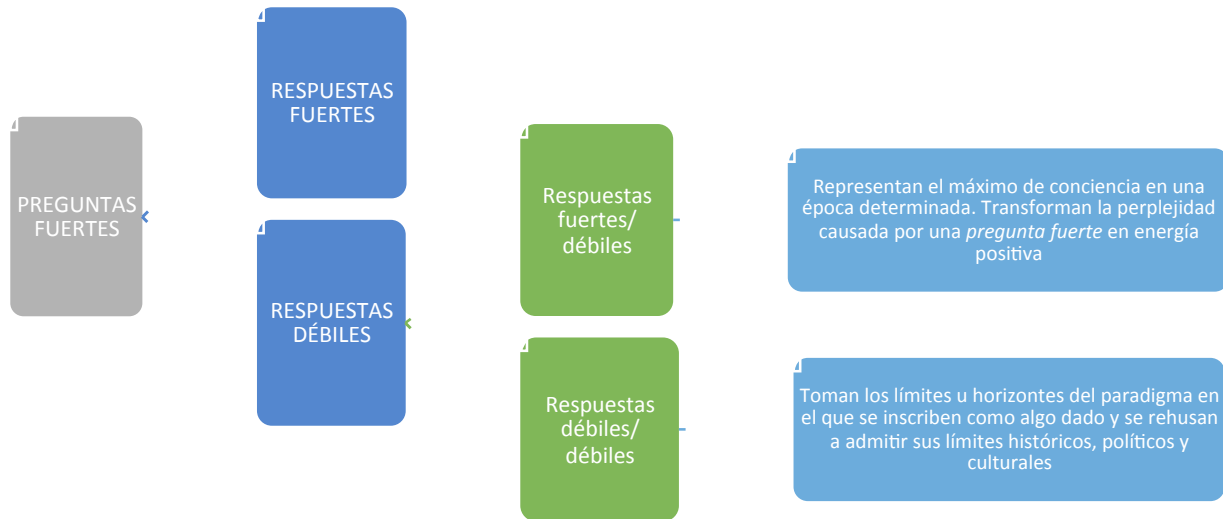 PREGUNTAS
FUERTES
RESPUESTAS
FUERTES
RESPUESTAS
DÉBILES
Respuestas
fuertes/
débiles
Respuestas
débiles/
débiles
Representan el máximo de conciencia en una
época determinada. Transforman la perplejidad
causada por una pregunta fuerte en energía
positiva
Toman los límites u horizontes del paradigma en
el que se inscriben como algo dado y se rehusan
a admitir sus límites históricos, políticos y
culturales